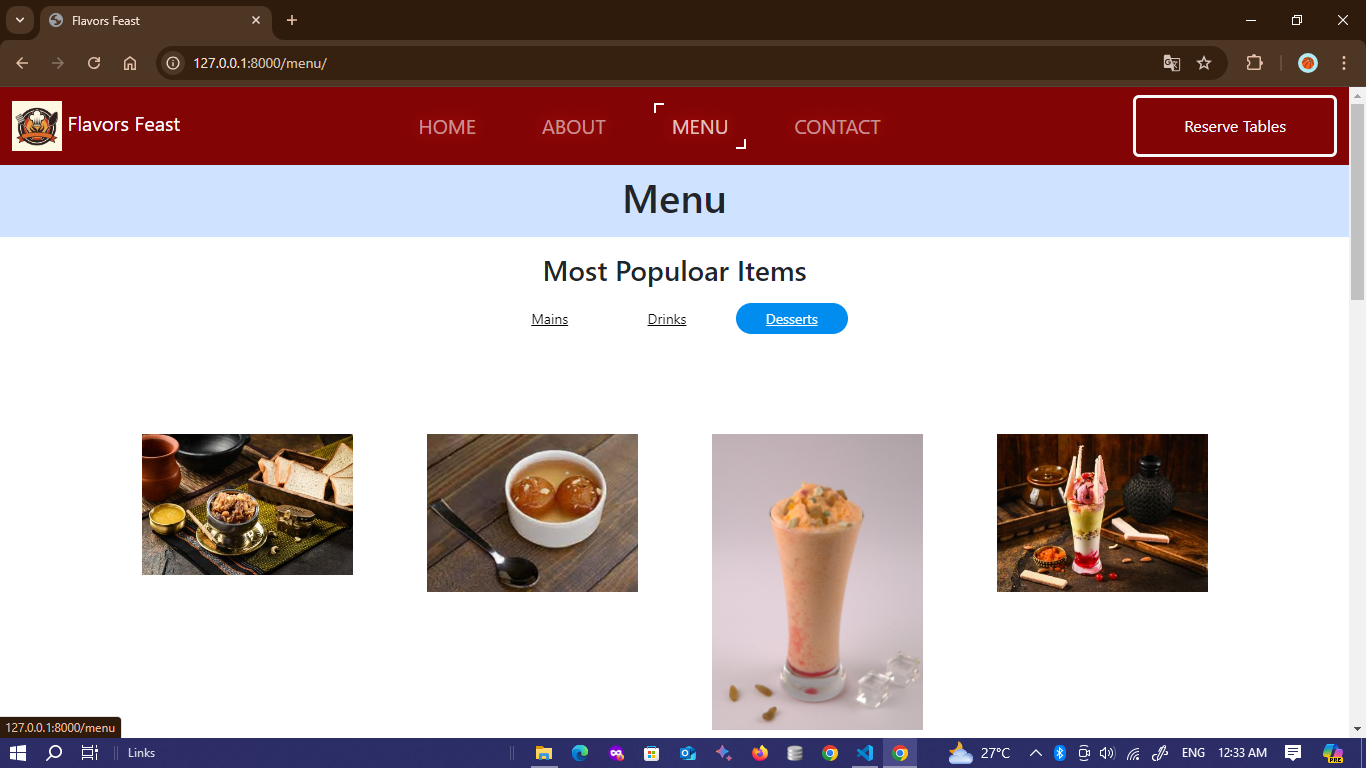 Flavors Feast
127.0.0.1:8000/menu/
Flavors Feast
HOME
ABOUT
MENU
CONTACT
Reserve Tables
Menu
Most Populoar Items
Mains
Drinks
Desserts
127.0.0.1:8000/menu
Links
27°C
ENG
12:33 AM
PRE